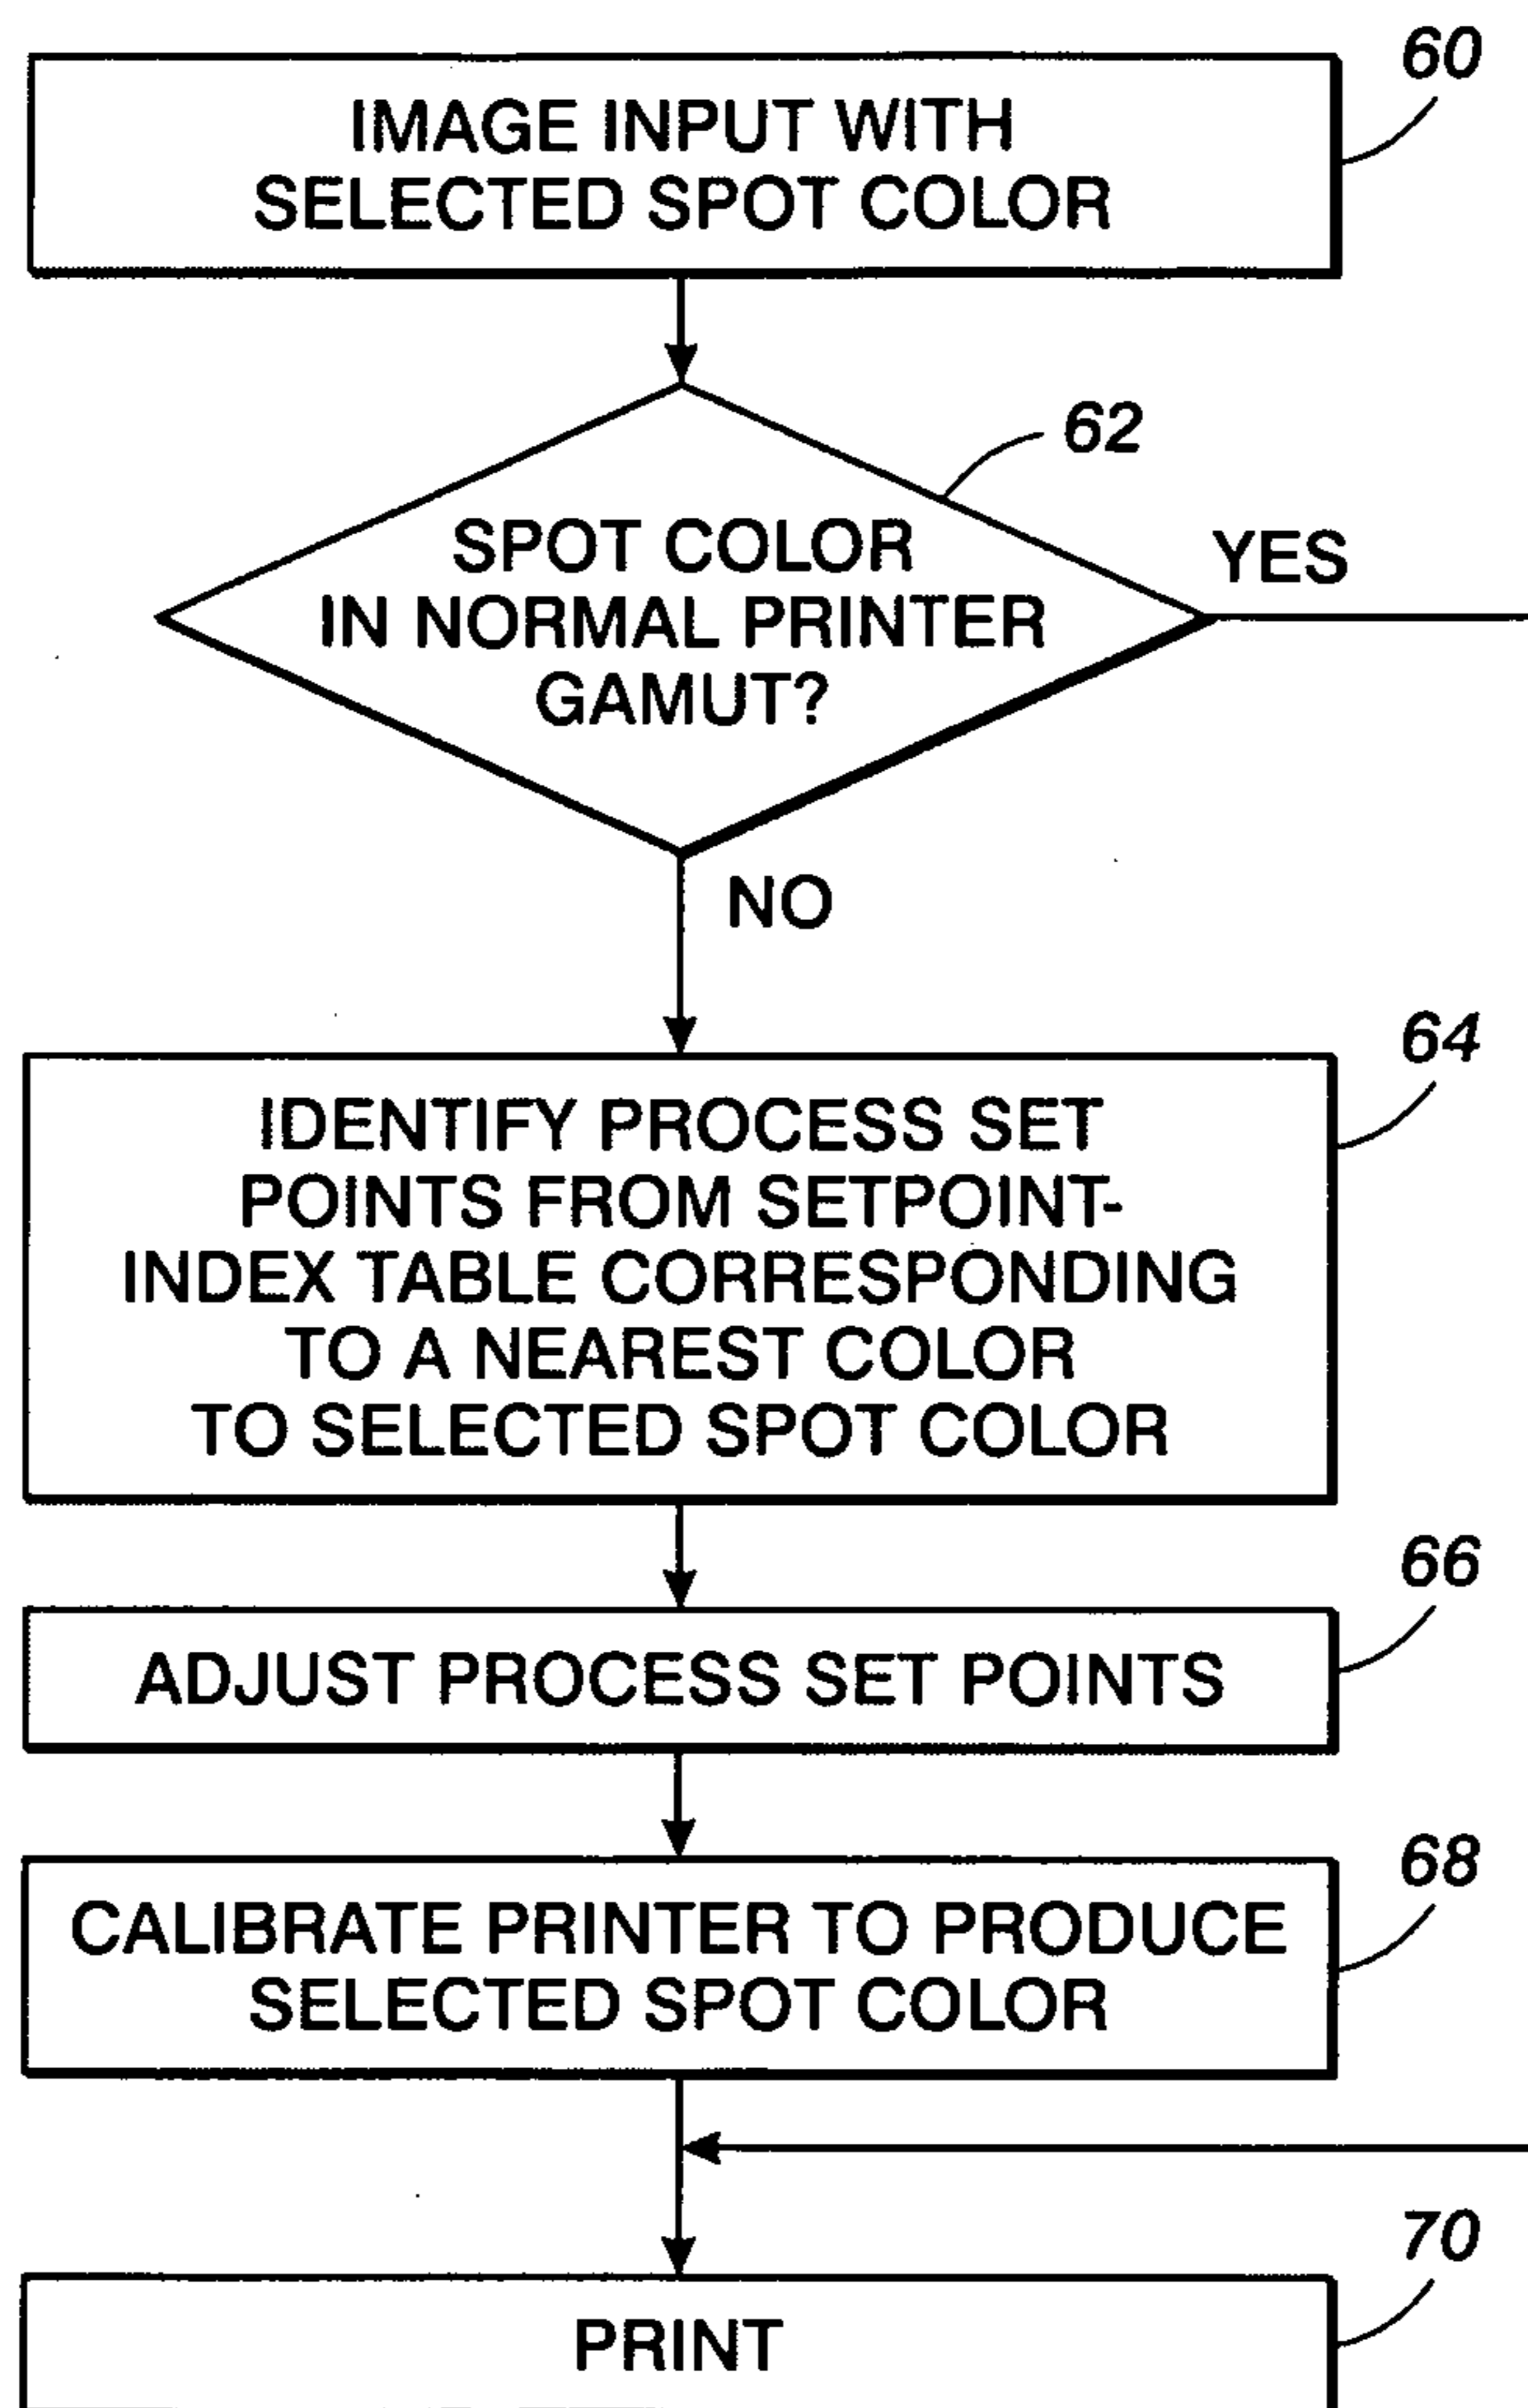 60
IMAGE INPUT WITH
SELECTED SPOT COLOR
62
SPOT COLOR
IN NORMAL PRINTER
GAMUT?
YES
NO
64
IDENTIFY PROCESS SET
POINTS FROM SETPOINT-
INDEX TABLE CORRESPONDING
TO A NEAREST COLOR
TO SELECTED SPOT COLOR
66
ADJUST PROCESS SET POINTS
68
CALIBRATE PRINTER TO PRODUCE
SELECTED SPOT COLOR
70
PRINT